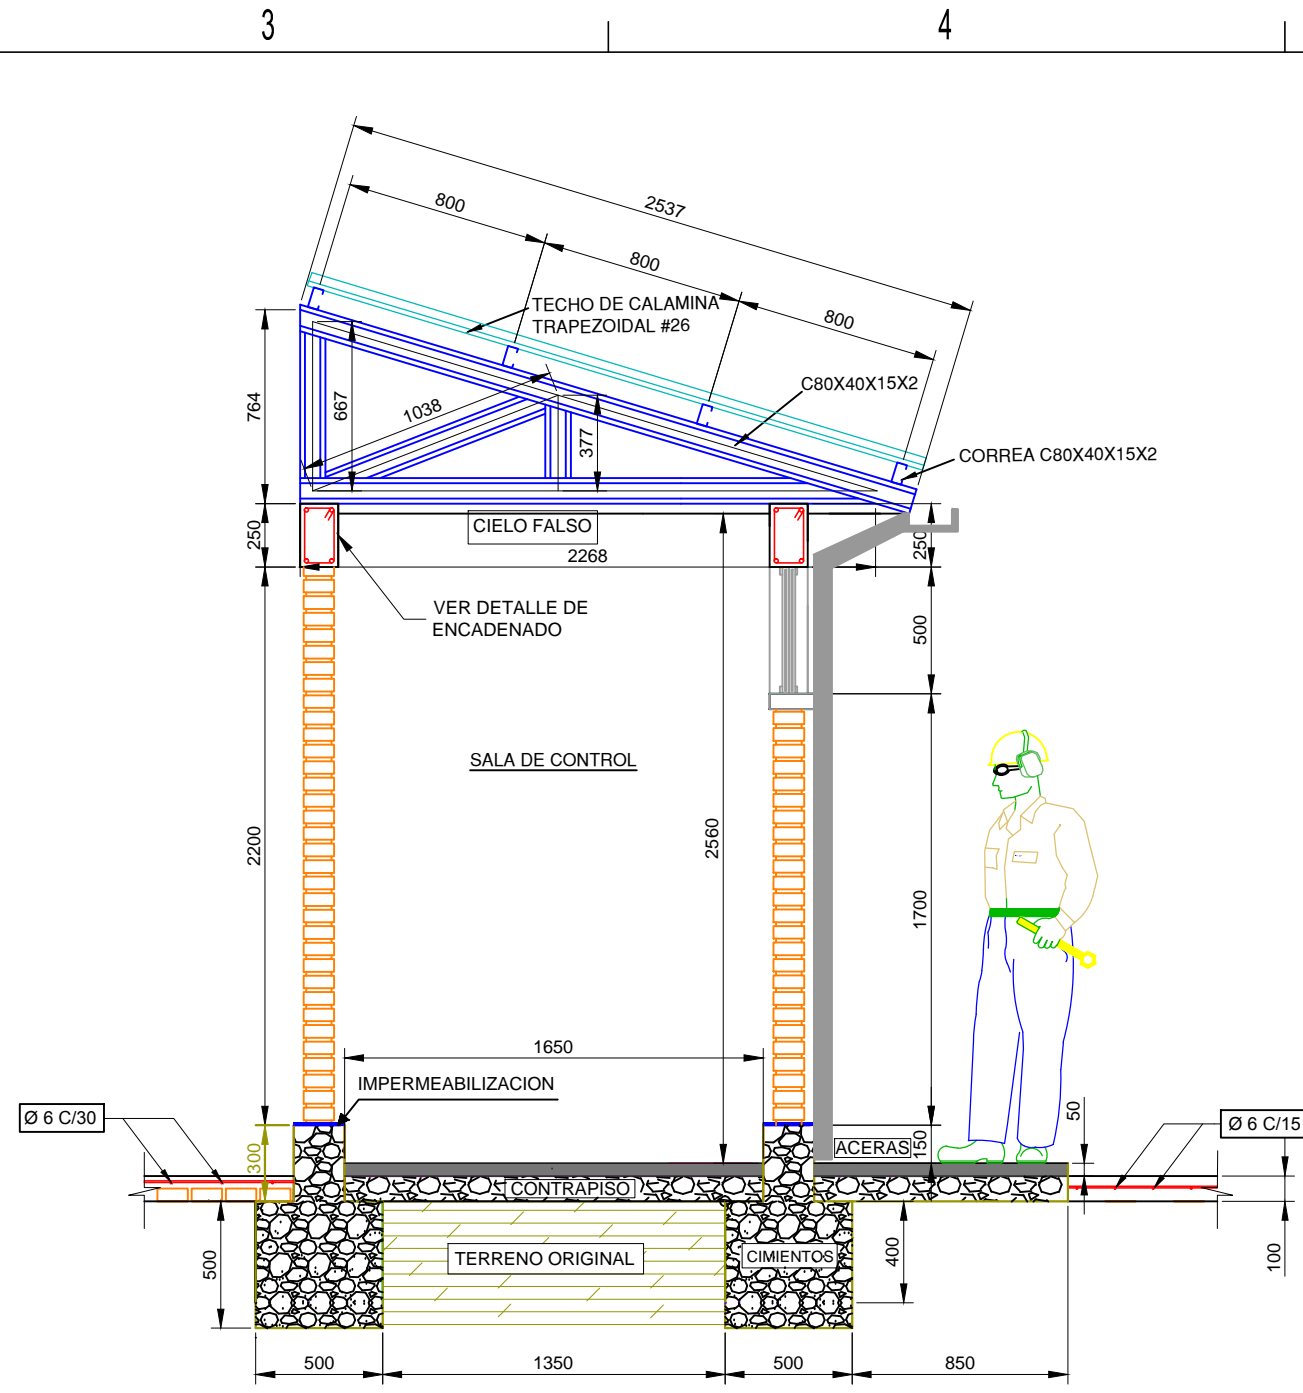 3
4
2537
800
800
800
TECHO DE CALAMINA
TRAPEZOIDAL #26
C80X40X15X2
CORREA C80X40X15X2
764
667
1038
377
250
CIELO FALSO
2268
250
VER DETALLE DE
ENCADENADO
500
SALA DE CONTROL
2200
2560
1700
1650
IMPERMEABILIZACION
Ø 6 C/30
300
50
150
ACERAS
Ø 6 C/15
CONTRAPISO
500
TERRENO ORIGINAL
CIMIENTOS
400
100
500
1350
500
850